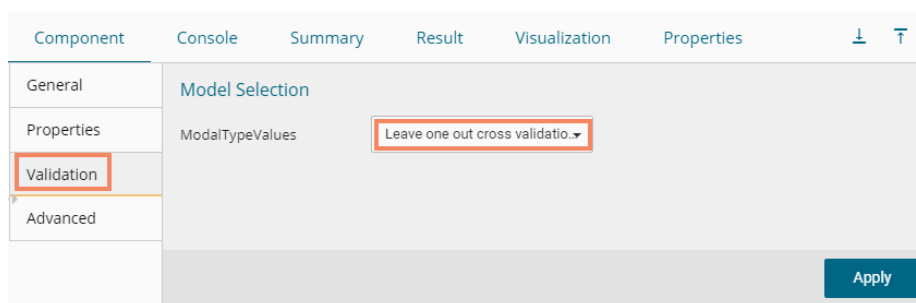 Component Console Summary Result Visualization Properties
General
Model Selection
Properties
ModalTypeValues Leave one out cross validatio..
Validation
Advanced
Apply